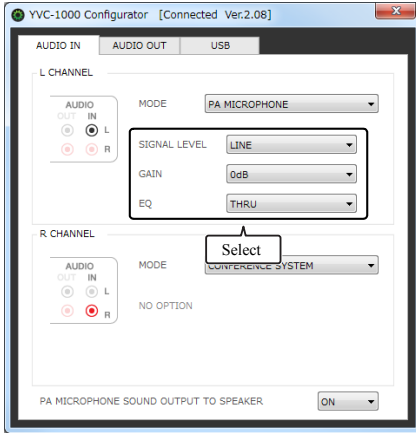 YVC-1000 Configurator [Connected Ver.2.08]
AUDIO IN AUDIO OUT USB
L CHANNEL
AUDIO
OUT IN
L
R
MODE PA MICROPHONE
SIGNAL LEVEL LINE
GAIN 0dB
EQ THRU
R CHANNEL
Select
AUDIO
OUT IN
L
R
MODE CONFERENCE SYSTEM
NO OPTION
PA MICROPHONE SOUND OUTPUT TO SPEAKER ON